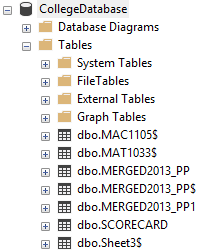 CollegeDatabase
Database Diagrams
Tables
System Tables
FileTables
External Tables
Graph Tables
dbo.MAC1105$
dbo.MAT1033$
dbo.MERGED2013_PP
dbo.MERGED2013_PP$
dbo.MERGED2013_PP1
dbo.SCORECARD
dbo.Sheet3$